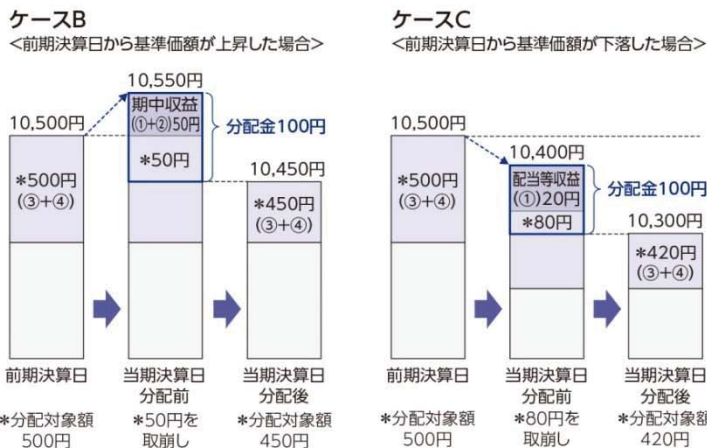 ケースB
<前期決算日から基準価額が上昇した場合>
10,550円
10,500円
期中収益
(①+②)50円
分配金100円
*50円
10,450円
*500円
(③+④)
*450円
(③+④)
前期決算日
当期決算日
分配前
当期決算日
分配後
*分配対象額
500円
*50円を
取崩し
*分配対象額
450円
ケースC
<前期決算日から基準価額が下落した場合>
10,500円
10,400円
*500円
(③+④)
配当等収益
(①)20円
分配金100円
*80円
10,300円
*420円
(③+④)
前期決算日
当期決算日
分配前
当期決算日
分配後
*分配対象額
500円
*80円を
取崩し
*分配対象額
420円